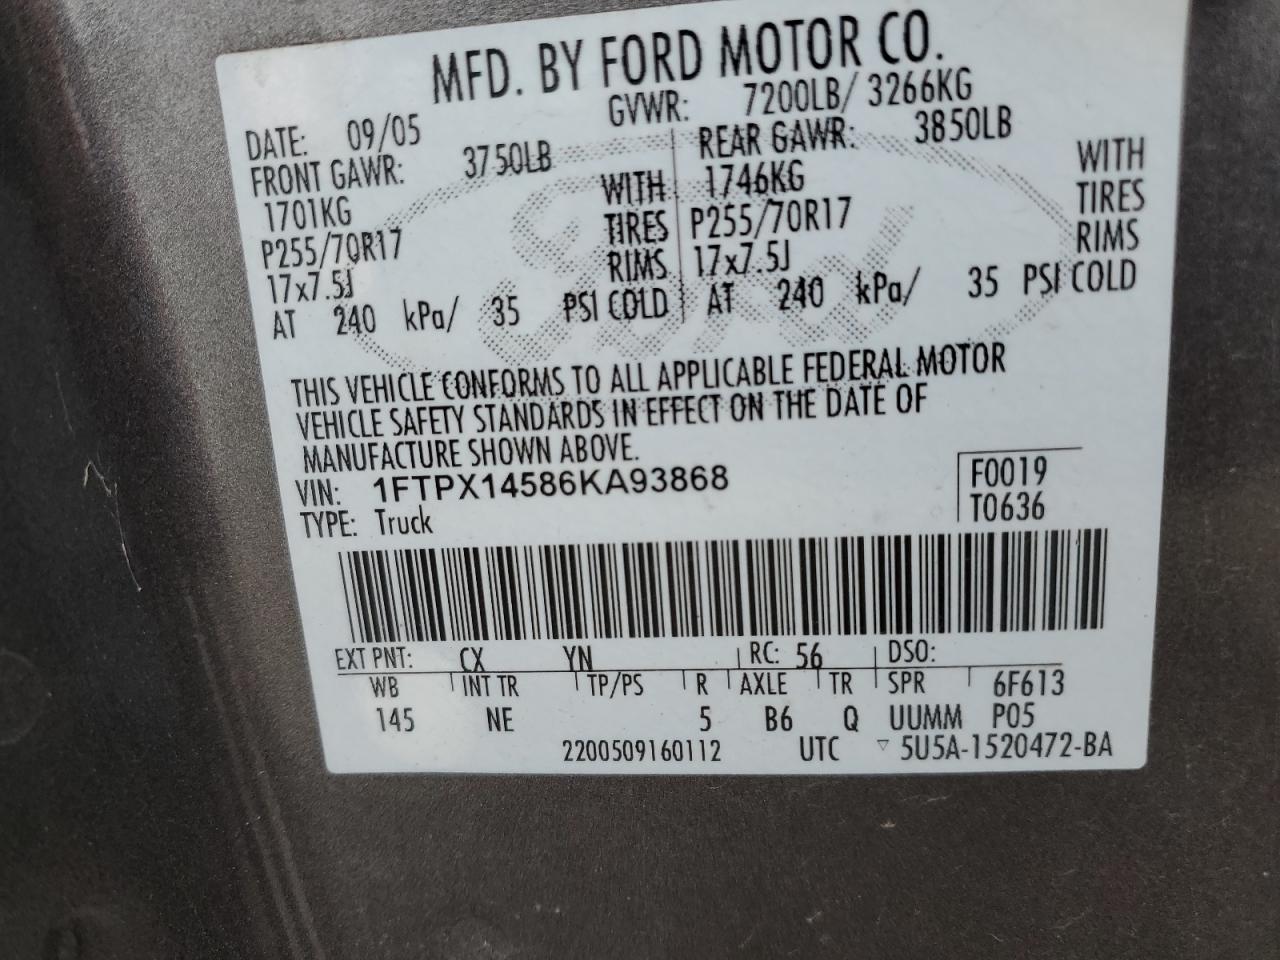 MFD. BY FORD MOTOR CO.
DATE: 09/05 GVWR: 7200LB/ 3266KG
FRONT GAWR: 3750LB REAR GAWR: 3850LB
1701KG WITH 1746KG WITH
P255/70R17 TIRES P255/70R17 TIRES
17x7.5J RIMS 17x7.5J RIMS
AT 240 kPa/ 35 PSI COLD AT 240 kPa/ 35 PSI COLD
THIS VEHICLE CONFORMS TO ALL APPLICABLE FEDERAL MOTOR
VEHICLE SAFETY STANDARDS IN EFFECT ON THE DATE OF
MANUFACTURE SHOWN ABOVE.
VIN: 1FTPX14586KA93868 F0019
TYPE: Truck T0636
EXT PNT: CX YN RC: 56 DSO:
WB INT TR TP/PS R AXLE TR SPR 6F613
145 NE 5 B6 Q UUMM P05
2200509160112 UTC ▽ 5U5A-1520472-BA